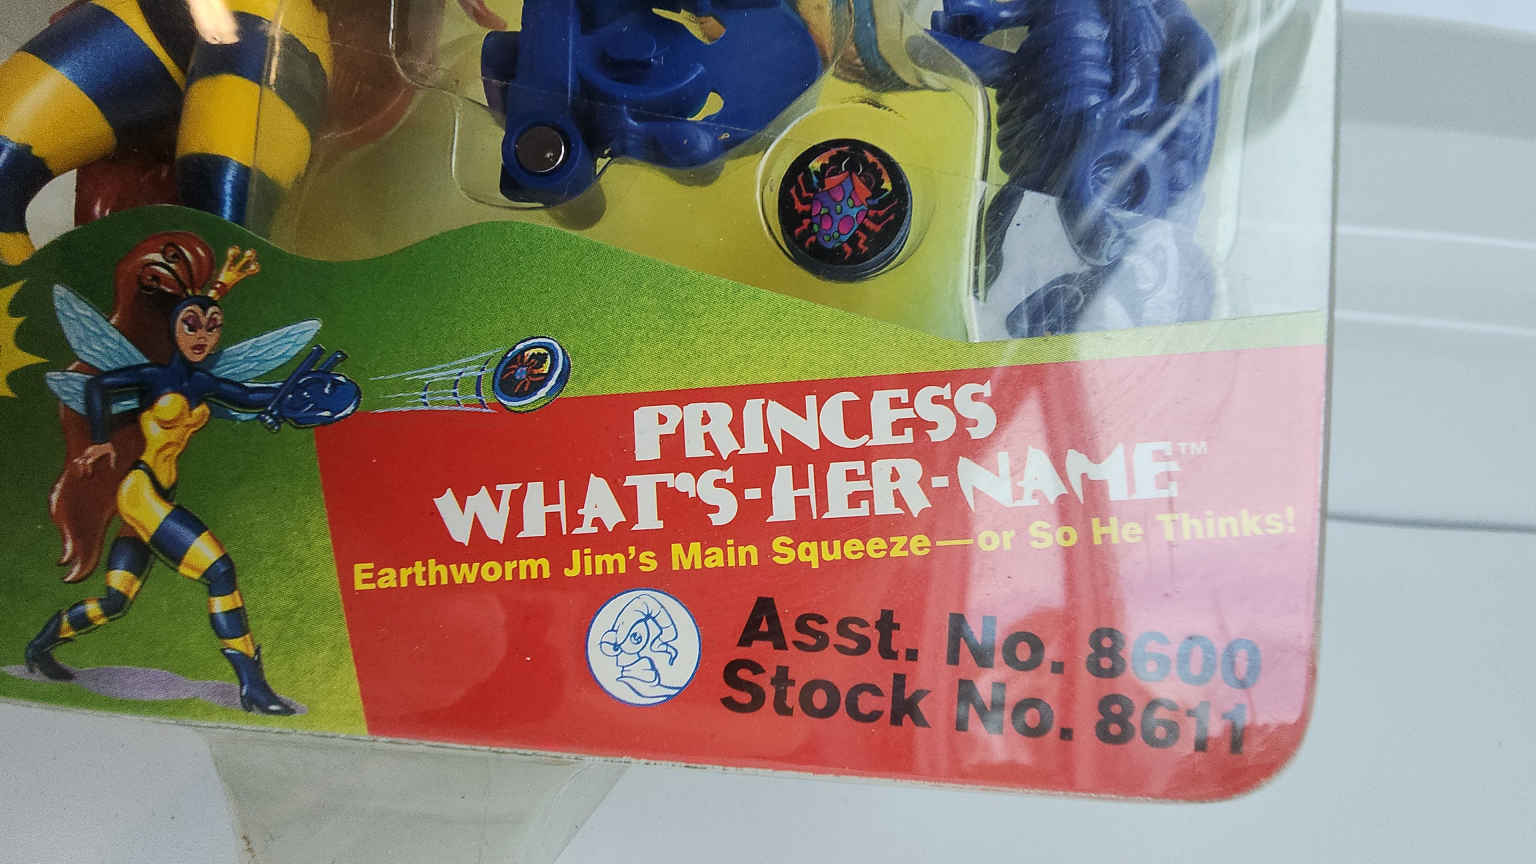 PRINCESS
WHAT'S-HER-NAME™
Earthworm Jim's Main Squeeze—or So He Thinks!
Asst. No. 8600
Stock No. 8611